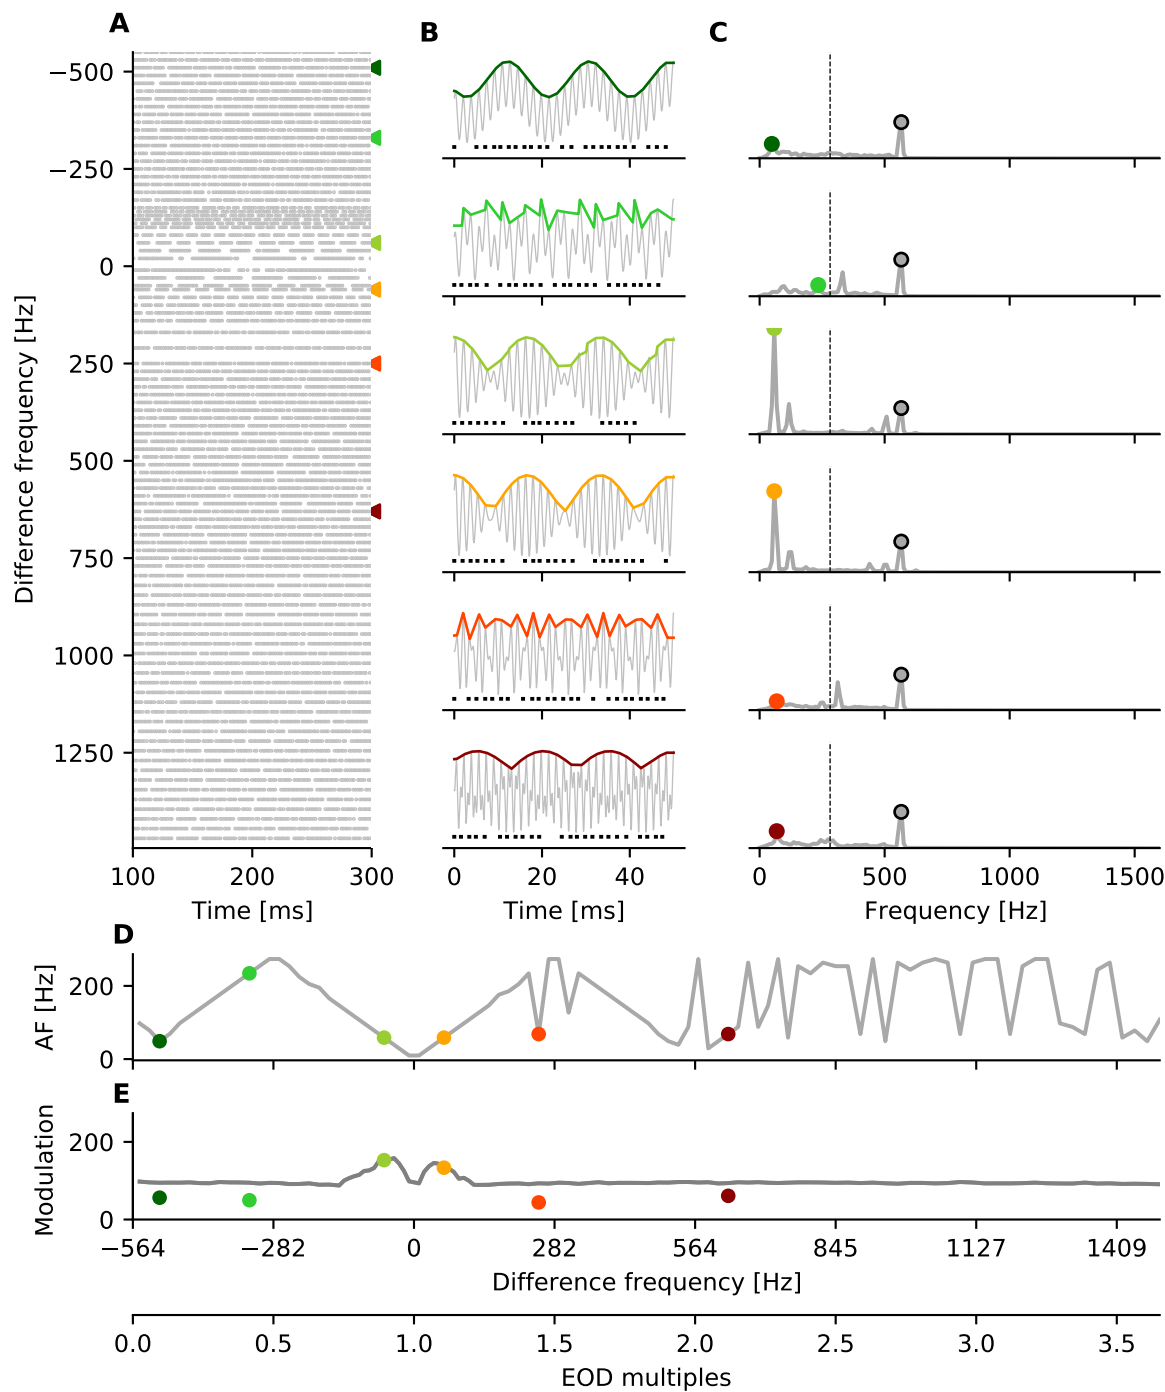 A
B
C
−500
−250
0
250
500
750
1000
1250
Difference frequency [Hz]
100 200 300
0 20 40
0 500 1000 1500
Time [ms]
Time [ms]
Frequency [Hz]
D
200
0
AF [Hz]
E
200
0
Modulation
−564 −282 0 282 564 845 1127 1409
Difference frequency [Hz]
0.0 0.5 1.0 1.5 2.0 2.5 3.0 3.5
EOD multiples